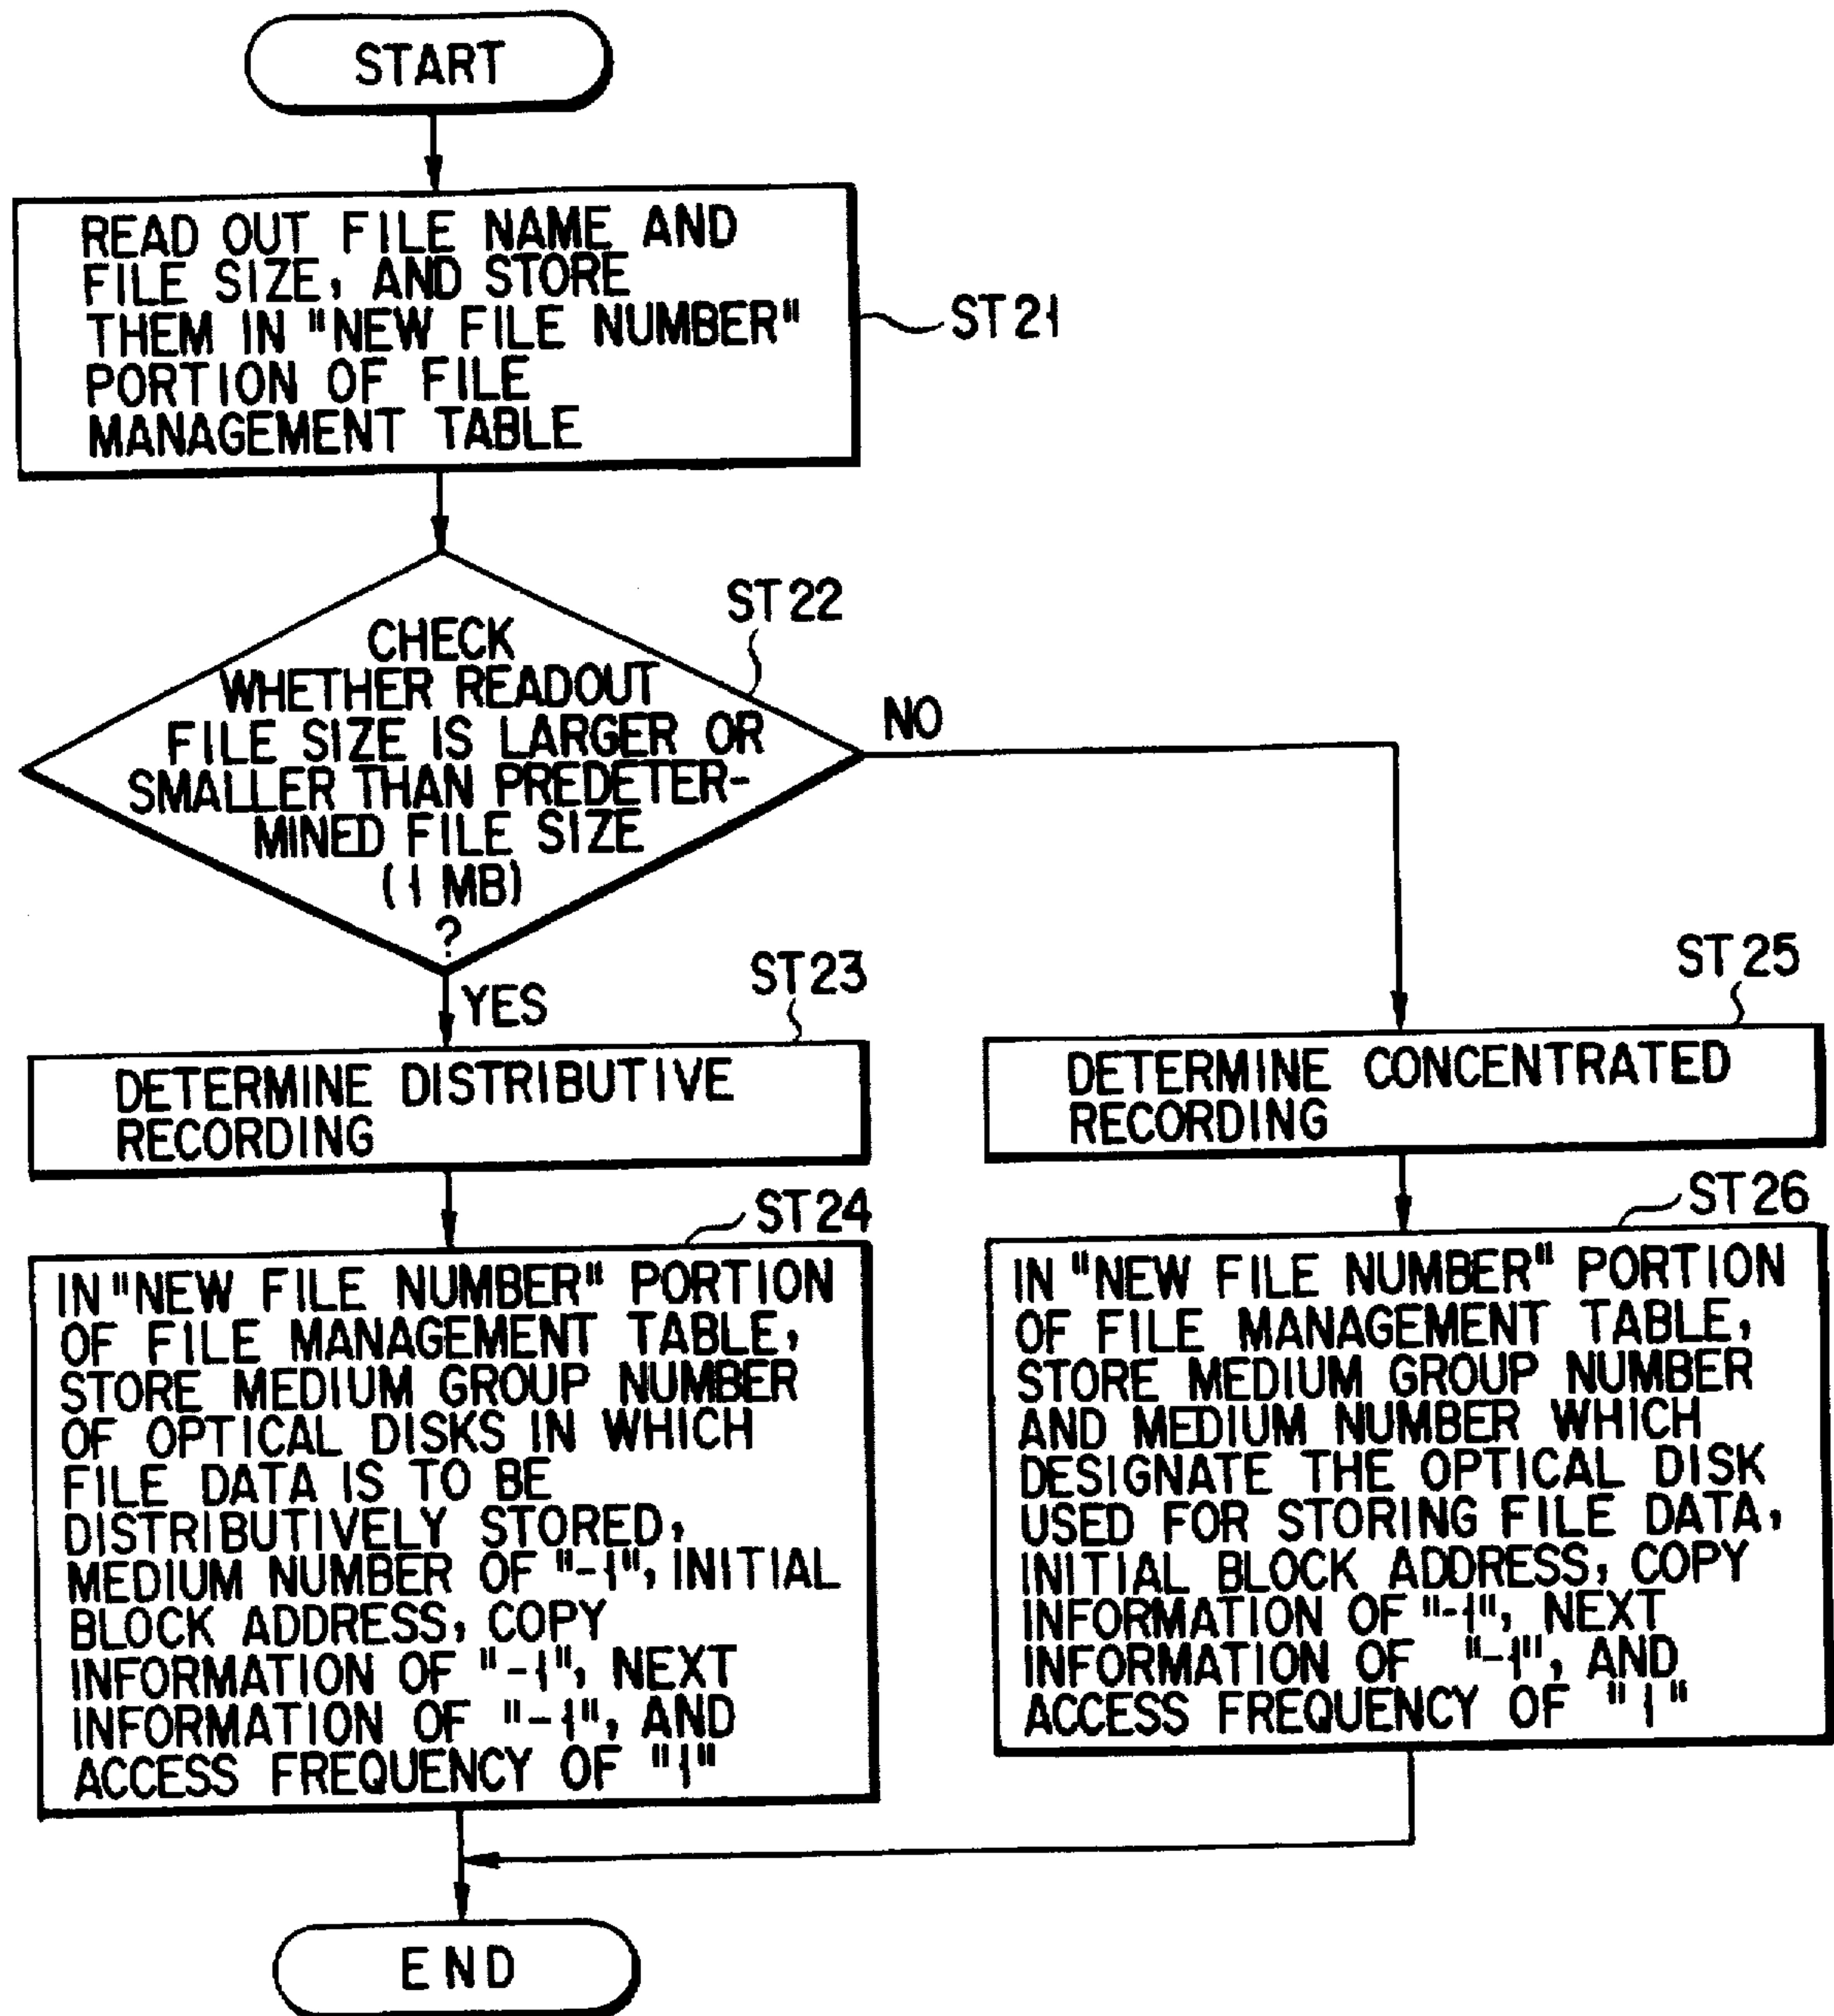 START
READ OUT FILE NAME AND
FILE SIZE, AND STORE
THEM IN "NEW FILE NUMBER"
PORTION OF FILE
MANAGEMENT TABLE
ST21
ST22
CHECK
WHETHER READOUT
FILE SIZE IS LARGER OR
SMALLER THAN PREDETER-
MINED FILE SIZE
(1 MB)
?
NO
YES
ST23
DETERMINE DISTRIBUTIVE
RECORDING
ST25
DETERMINE CONCENTRATED
RECORDING
ST24
IN "NEW FILE NUMBER" PORTION
OF FILE MANAGEMENT TABLE,
STORE MEDIUM GROUP NUMBER
OF OPTICAL DISKS IN WHICH
FILE DATA IS TO BE
DISTRIBUTIVELY STORED,
MEDIUM NUMBER OF "-1", INITIAL
BLOCK ADDRESS, COPY
INFORMATION OF "-1", NEXT
INFORMATION OF "-1", AND
ACCESS FREQUENCY OF "1"
ST26
IN "NEW FILE NUMBER" PORTION
OF FILE MANAGEMENT TABLE,
STORE MEDIUM GROUP NUMBER
AND MEDIUM NUMBER WHICH
DESIGNATE THE OPTICAL DISK
USED FOR STORING FILE DATA,
INITIAL BLOCK ADDRESS, COPY
INFORMATION OF "-1", NEXT
INFORMATION OF "-1", AND
ACCESS FREQUENCY OF "1"
END